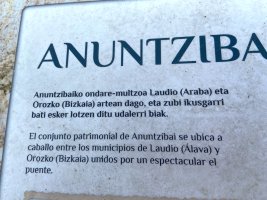 ANUNTZIBA
Anuntzibaiko ondare-multzoa Laudio (Araba) eta
Orozko (Bizkaia) artean dago, eta zubi ikusgarri
bati esker lotzen ditu udalerri biak.
El conjunto patrimonial de Anuntzibai se ubica a
caballo entre los municipios de Laudio (Álava) y
Orozko (Bizkaia) unidos por un espectacular el
puente.